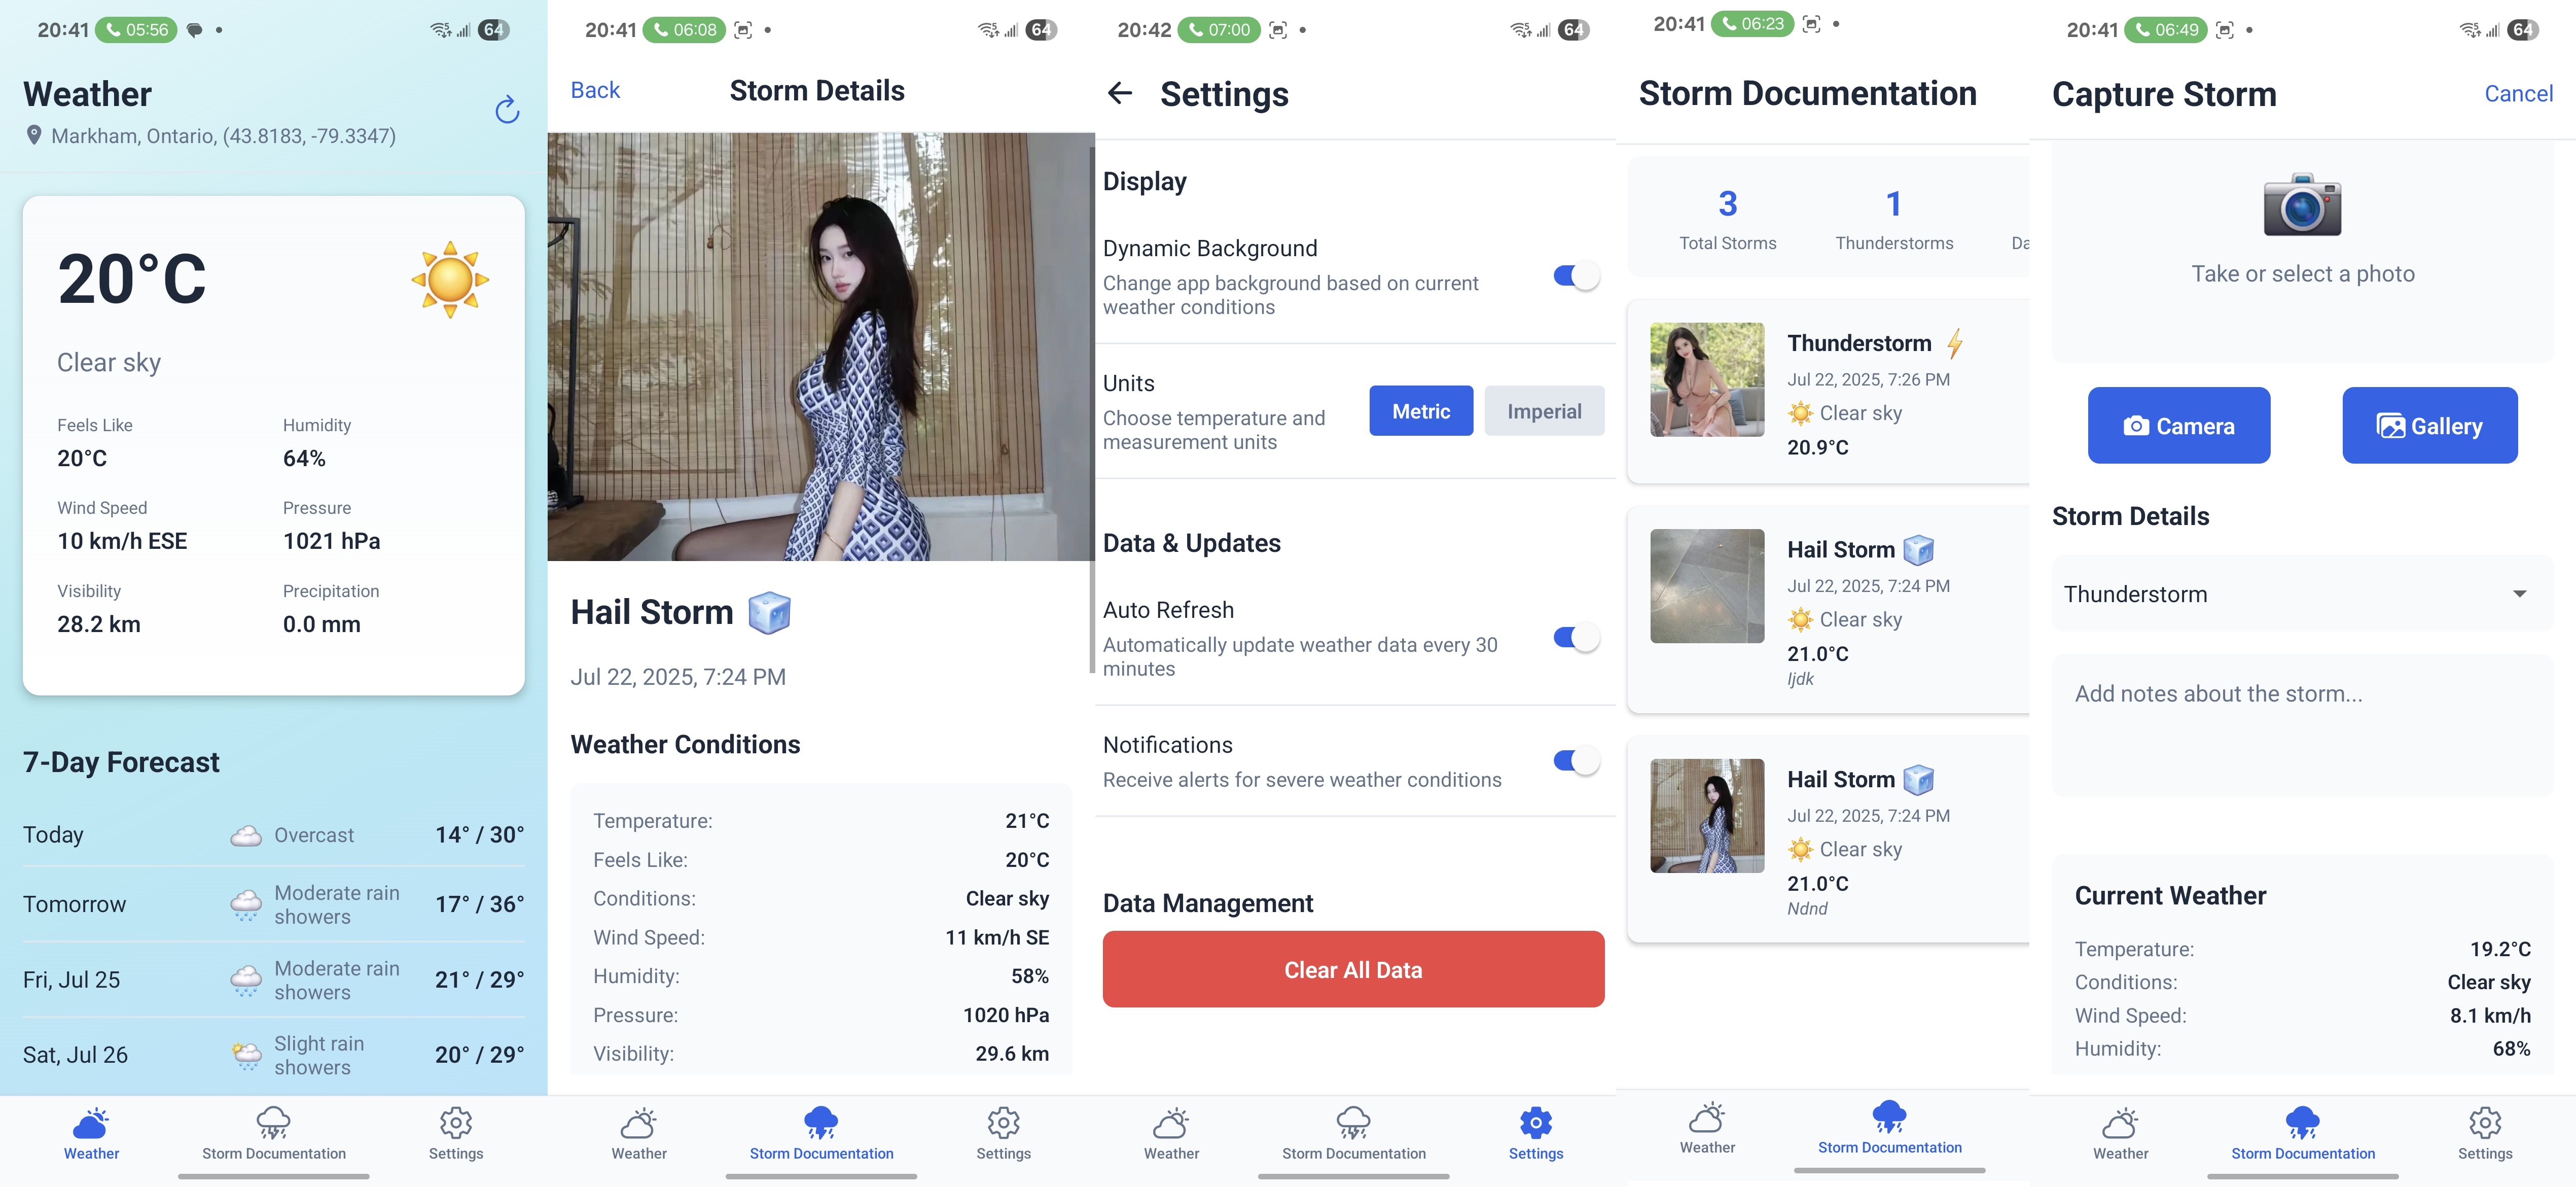 20:41 05:56 64
Weather
Markham, Ontario, (43.8183, -79.3347)
20°C
Clear sky
Feels Like Humidity
20°C 64%
Wind Speed Pressure
10 km/h ESE 1021 hPa
Visibility Precipitation
28.2 km 0.0 mm
7-Day Forecast
Today Overcast 14° / 30°
Tomorrow Moderate rain
showers 17° / 36°
Fri, Jul 25 Moderate rain
showers 21° / 29°
Sat, Jul 26 Slight rain
showers 20° / 29°
Weather Storm Documentation Settings
20:41 06:08 64
Back Storm Details
Hail Storm
Jul 22, 2025, 7:24 PM
Weather Conditions
Temperature: 21°C
Feels Like: 20°C
Conditions: Clear sky
Wind Speed: 11 km/h SE
Humidity: 58%
Pressure: 1020 hPa
Visibility: 29.6 km
Weather Storm Documentation Settings
20:42 07:00 64
Settings
Display
Dynamic Background
Change app background based on current
weather conditions
Units
Choose temperature and
measurement units
Metric Imperial
Data & Updates
Auto Refresh
Automatically update weather data every 30
minutes
Notifications
Receive alerts for severe weather conditions
Data Management
Clear All Data
Weather Storm Documentation Settings
20:41 06:23
Storm Documentation
3 1
Total Storms Thunderstorms Da
Thunderstorm
Jul 22, 2025, 7:26 PM
Clear sky
20.9°C
Hail Storm
Jul 22, 2025, 7:24 PM
Clear sky
21.0°C
Ijdk
Hail Storm
Jul 22, 2025, 7:24 PM
Clear sky
21.0°C
Ndnd
Weather Storm Documentation
20:41 06:49 64
Capture Storm Cancel
Take or select a photo
Camera Gallery
Storm Details
Thunderstorm
Add notes about the storm...
Current Weather
Temperature: 19.2°C
Conditions: Clear sky
Wind Speed: 8.1 km/h
Humidity: 68%
Weather Storm Documentation Settings